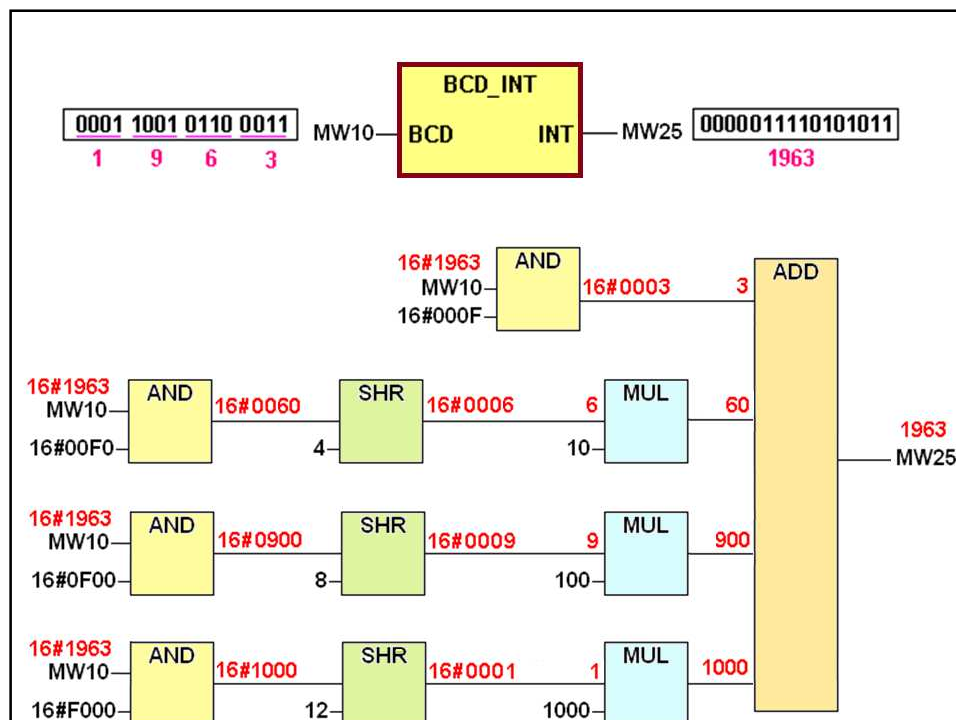 BCD_INT
0001 1001 0110 0011 MW10 BCD INT MW25 0000011110101011
1 9 6 3 1963
16#1963 AND ADD
MW10 16#0003 3
16#000F
16#1963 AND SHR MUL
MW10 16#0060 16#0006 6 60
1963
16#00F0 4 10 MW25
16#1963 AND SHR MUL
MW10 16#0900 16#0009 9 900
16#0F00 8 100
16#1963 AND SHR MUL
MW10 16#1000 16#0001 1 1000
16#F000 12 1000